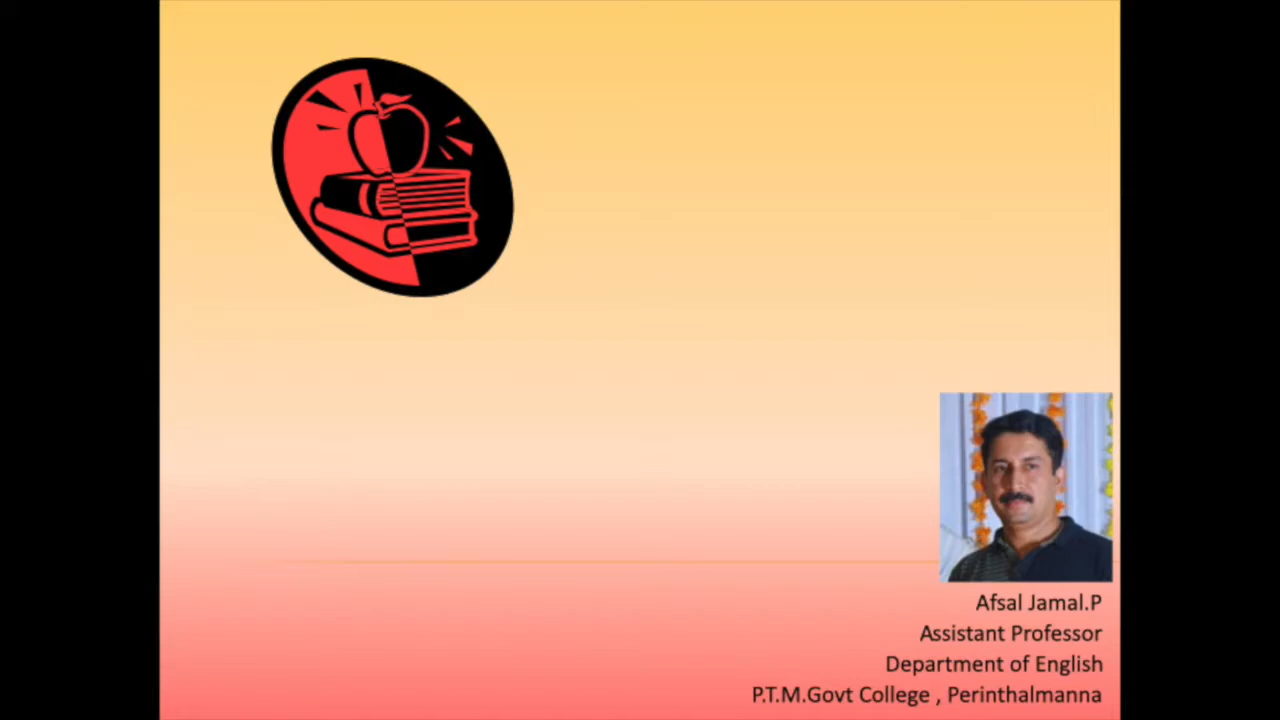 Afsal Jamal.P
Assistant Professor
Department of English
P.T.M.Govt College , Perinthalmanna